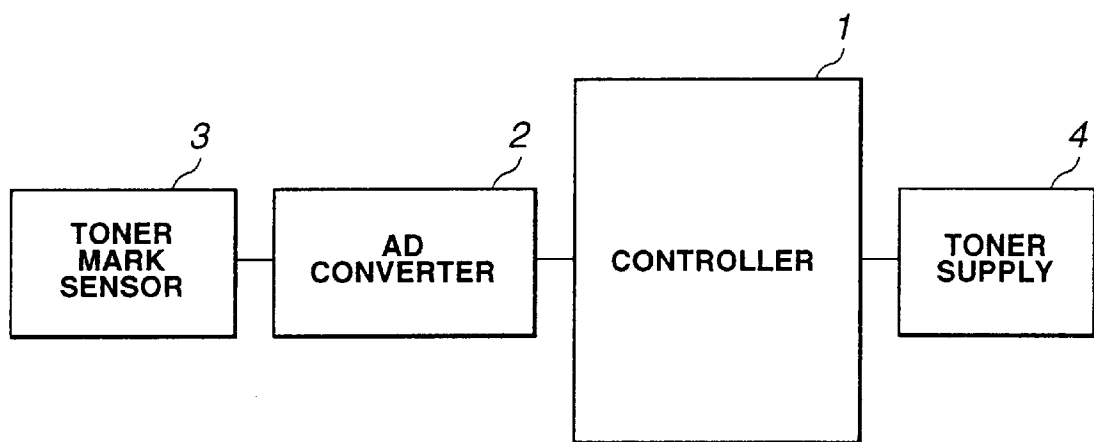 1
3
2
4
TONER
MARK
SENSOR
AD
CONVERTER
CONTROLLER
TONER
SUPPLY